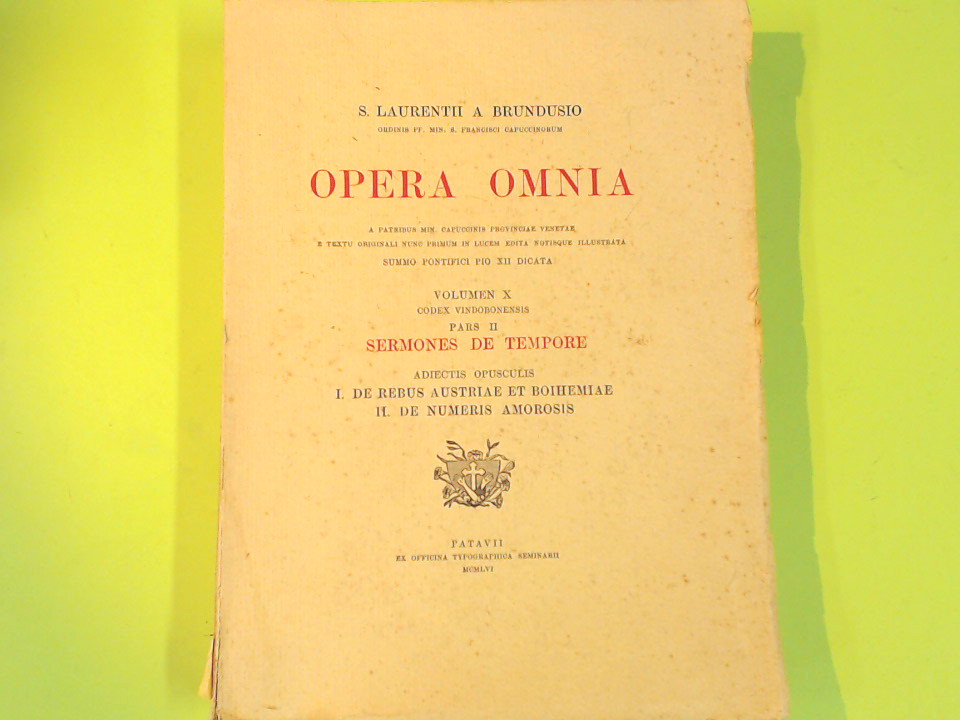 S. LAURENTII A BRUNDUSIO
ORDINIS FF. MIN. S. FRANCISCI CAPUCCINORUM
OPERA OMNIA
A PATRIBUS MIN. CAPUCCINIS PROVINCIAE VENETAE
E TEXTU ORIGINALI NUNC PRIMUM IN LUCEM EDITA NOTISQUE ILLUSTRATA
SUMMO PONTIFICI PIO XII DICATA
VOLUMEN X
CODEX VINDOBONENSIS
PARS II
SERMONES DE TEMPORE
ADIECTIS OPUSCULIS
I. DE REBUS AUSTRIAE ET BOIHEMIAE
II. DE NUMERIS AMOROSIS
PATAVII
EX OFFICINA TYPOGRAPHICA SEMINARII
MCMLVI